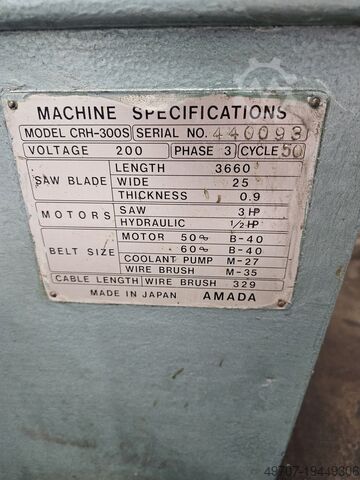 MACHINE SPECIFICATIONS
MODEL CRH-300S SERIAL NO. 440093
VOLTAGE 200 PHASE 3 CYCLE 50
SAW BLADE LENGTH 3660
WIDE 25
THICKNESS 0.9
MOTORS SAW 3 HP
HYDRAULIC 1/2 HP
BELT SIZE MOTOR 50∞ B-40
60∞ B-40
COOLANT PUMP M-27
WIRE BRUSH M-35
CABLE LENGTH WIRE BRUSH 329
MADE IN JAPAN AMADA
49707-19449306